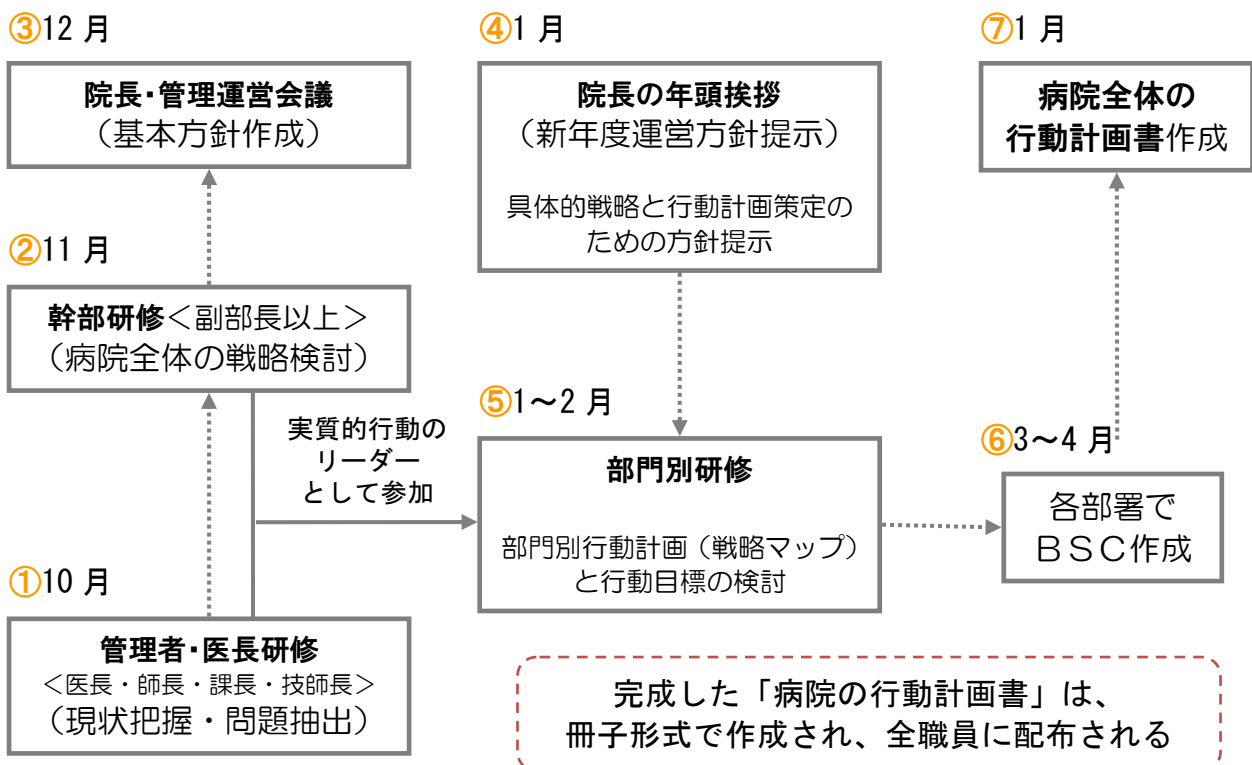 ③12 月
院長・管理運営会議
（基本方針作成）
②11 月
幹部研修＜副部長以上＞
（病院全体の戦略検討）
①10 月
管理者・医長研修
＜医長・師長・課長・技師長＞
（現状把握・問題抽出）
実質的行動の
リーダー
として参加
④1 月
院長の年頭挨拶
（新年度運営方針提示）
具体的戦略と行動計画策定の
ための方針提示
⑤1～2 月
部門別研修
部門別行動計画（戦略マップ）
と行動目標の検討
⑦1 月
病院全体の
行動計画書作成
⑥3～4 月
各部署で
ＢＳＣ作成
完成した「病院の行動計画書」は、
冊子形式で作成され、全職員に配布される